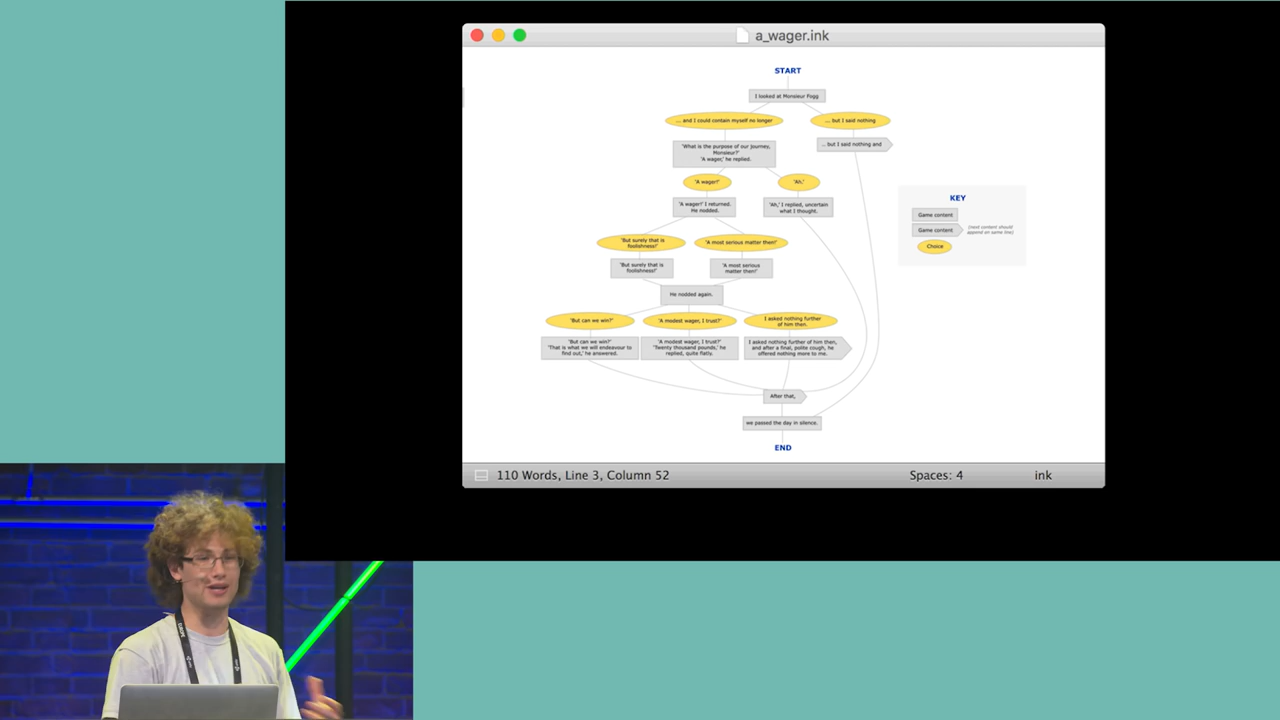 a_wager.ink
START
I looked at Monsieur Fogg
... and I could contain myself no longer
... but I said nothing
'What is the purpose of our journey,
Monsieur?'
'A wager,' he replied.
... but I said nothing and
'A wager!'
'Ah,'
'A wager!' I returned.
He nodded.
'Ah,' I replied, uncertain
what I thought.
'But surely that is
foolishness!'
'A most serious matter then!'
'But surely that is
foolishness!'
'A most serious
matter then!'
He nodded again.
'But can we win?'
'A modest wager, I trust?'
I asked nothing further
of him then.
'But can we win?'
'That is what we will endeavour to
find out,' he answered.
'A modest wager, I trust?'
'Twenty thousand pounds,' he
replied, quite flatly.
I asked nothing further of him then,
and after a final, polite cough, he
offered nothing more to me.
After that,
we passed the day in silence.
END
KEY
Game content
Game content
(next content should
append on same line)
Choice
110 Words, Line 3, Column 52
Spaces: 4
ink